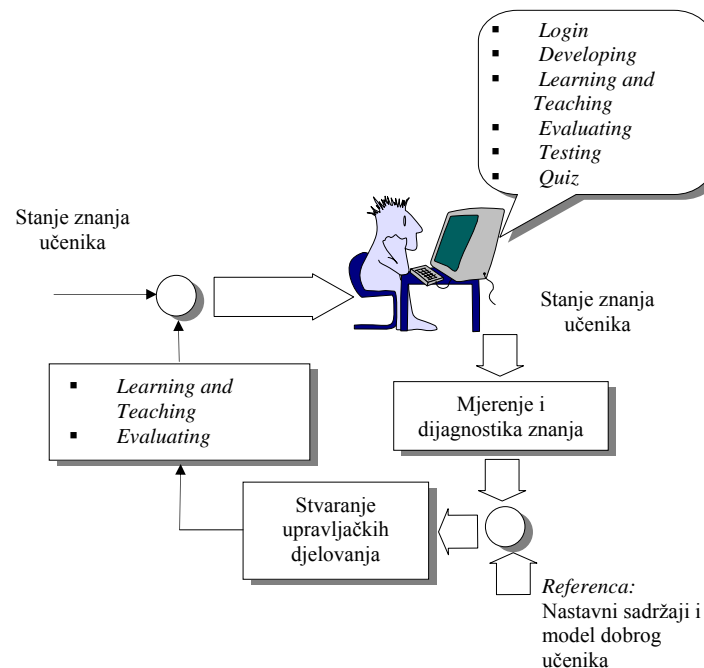 ▪ Login
▪ Developing
▪ Learning and
Teaching
▪ Evaluating
▪ Testing
▪ Quiz
Stanje znanja
učenika
Stanje znanja
učenika
▪ Learning and
Teaching
▪ Evaluating
Mjerenje i
dijagnostika znanja
Stvaranje
upravljačkih
djelovanja
Referenca:
Nastavni sadržaji i
model dobrog
učenika